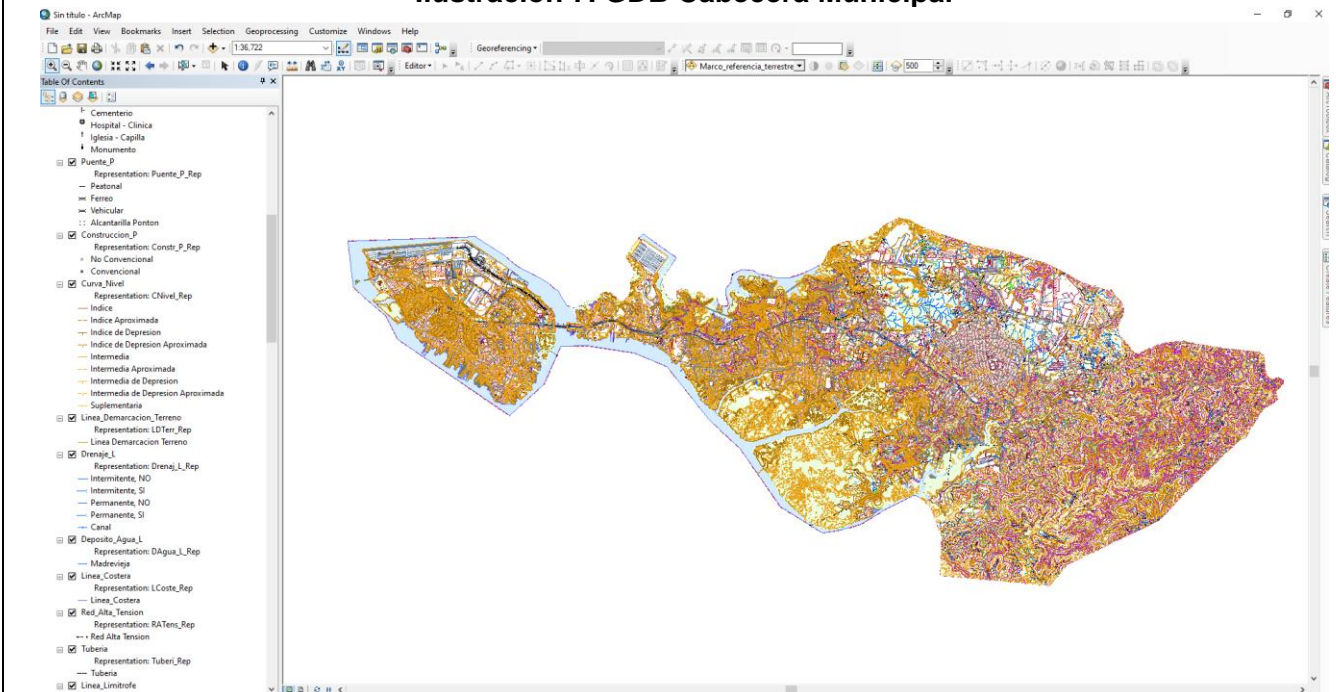 Sin título - ArcMap
File Edit View Bookmarks Insert Selection Geoprocessing Customize Windows Help
1:36,722
Georeferencing
Editor
Marco_referencia_terrestre
500
Table Of Contents
Cementerio
Hospital - Clinica
Iglesia - Capilla
Monumento
Puente_P
Representation: Puente_P_Rep
Peatonal
Ferreo
Vehicular
Alcantarilla Ponton
Construccion_P
Representation: Constr_P_Rep
No Convencional
Convencional
Curva_Nivel
Representation: CNivel_Rep
Indice
Indice Aproximada
Indice de Depresion
Indice de Depresion Aproximada
Intermedia
Intermedia Aproximada
Intermedia de Depresion
Intermedia de Depresion Aproximada
Suplementaria
Linea_Demarcacion_Terreno
Representation: LDTerr_Rep
Linea Demarcacion Terreno
Drenaje_L
Representation: Drenaj_L_Rep
Intermitente, NO
Intermitente, SI
Permanente, NO
Permanente, SI
Canal
Deposito_Agua_L
Representation: DAgua_L_Rep
Madrevieja
Linea_Costera
Representation: LCoste_Rep
Linea_Costera
Red_Alta_Tension
Representation: RATens_Rep
Red Alta Tension
Tuberia
Representation: Tuberi_Rep
Tuberia
Linea_Limitrofe